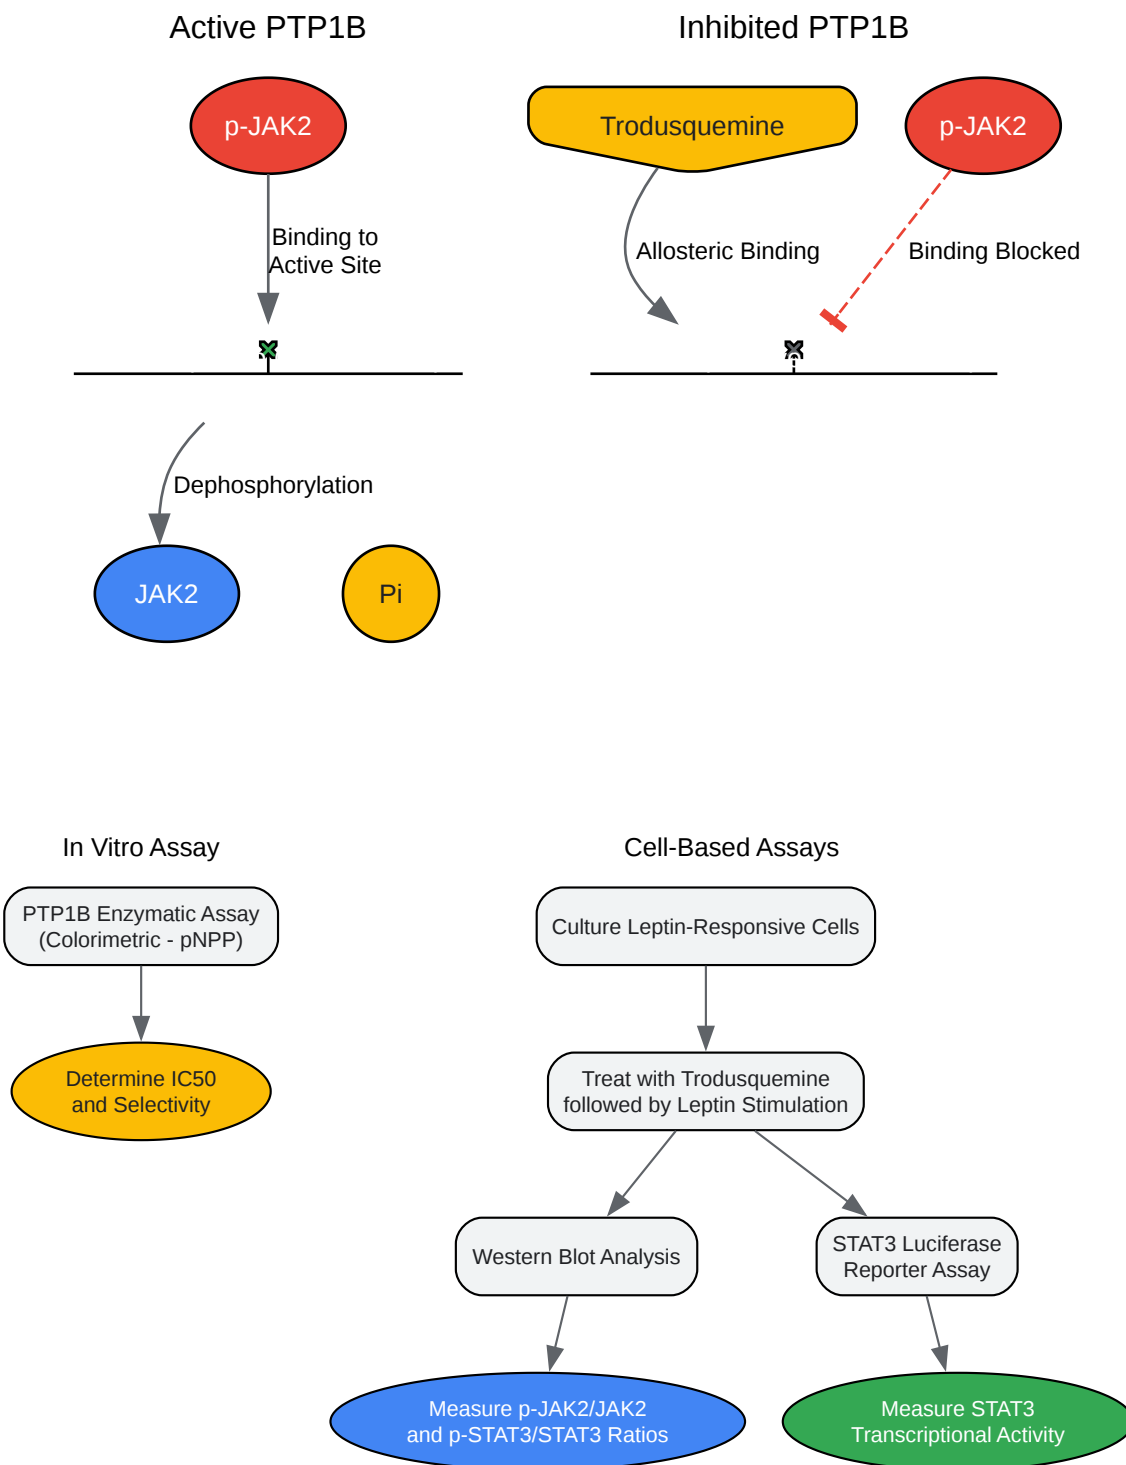 Active PTP1B
Inhibited PTP1B
p-JAK2
Trodusquemine
p-JAK2
Binding to
Active Site
Allosteric Binding
Binding Blocked
Dephosphorylation
JAK2
Pi
In Vitro Assay
Cell-Based Assays
PTP1B Enzymatic Assay
(Colorimetric - pNPP)
Culture Leptin-Responsive Cells
Determine IC50
and Selectivity
Treat with Trodusquemine
followed by Leptin Stimulation
Western Blot Analysis
STAT3 Luciferase
Reporter Assay
Measure p-JAK2/JAK2
and p-STAT3/STAT3 Ratios
Measure STAT3
Transcriptional Activity